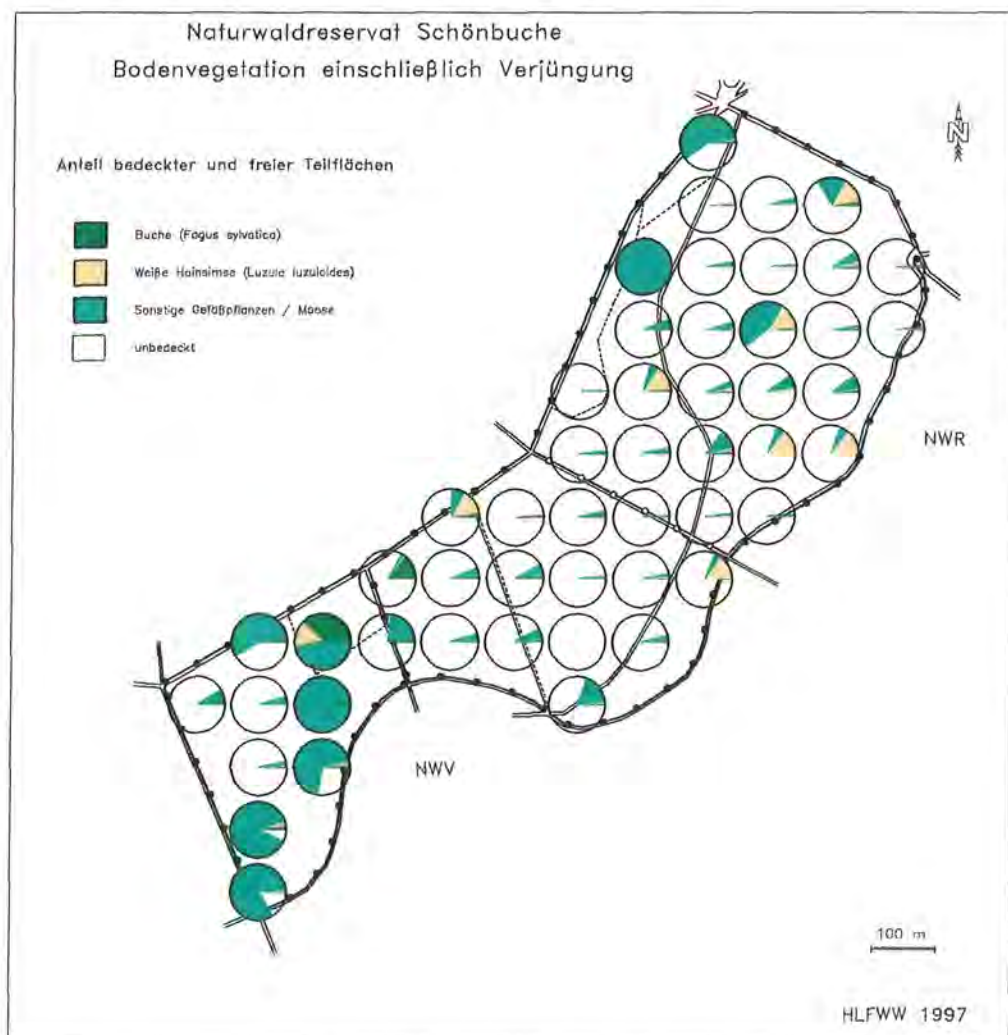 Naturwaldreservat Schönbuche
Bodenvegetation einschließlich Verjüngung
N
Anteil bedeckter und freier Teilflächen
Buche (Fagus sylvatica)
Weiße Hainsimse (Luzula luzuloides)
Sonstige Gefäßpflanzen / Moose
unbedeckt
NWR
NWV
100 m
HLFWW 1997